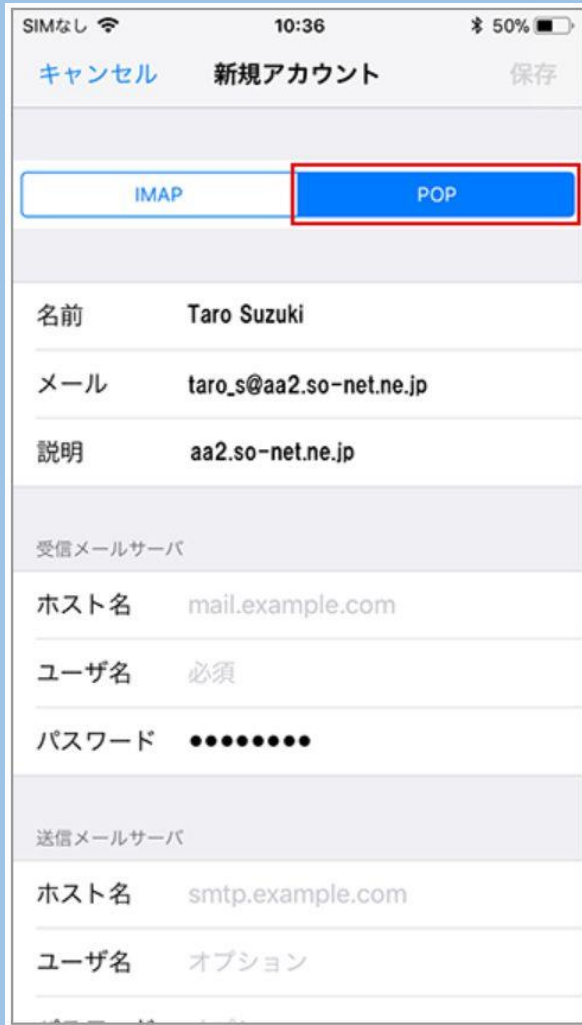 SIMなし 10:36 50%
キャンセル 新規アカウント 保存
IMAP POP
名前 Taro Suzuki
メール taro_s@aa2.so-net.ne.jp
説明 aa2.so-net.ne.jp
受信メールサーバ
ホスト名 mail.example.com
ユーザ名 必須
パスワード ●●●●●●●●
送信メールサーバ
ホスト名 smtp.example.com
ユーザ名 オプション